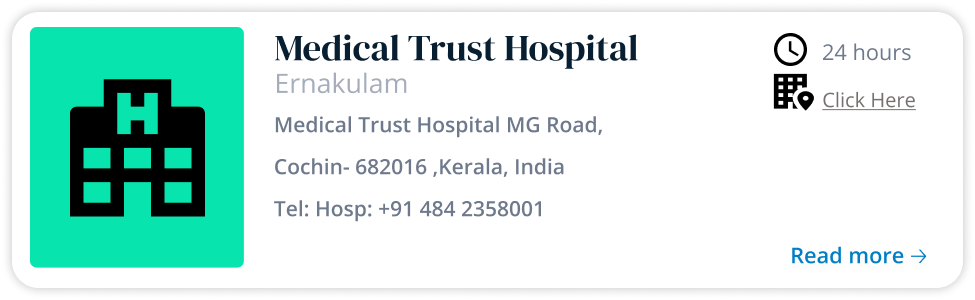 H
Medical Trust Hospital
Ernakulam
Medical Trust Hospital MG Road,
Cochin- 682016 ,Kerala, India
Tel: Hosp: +91 484 2358001
24 hours
Click Here
Read more →